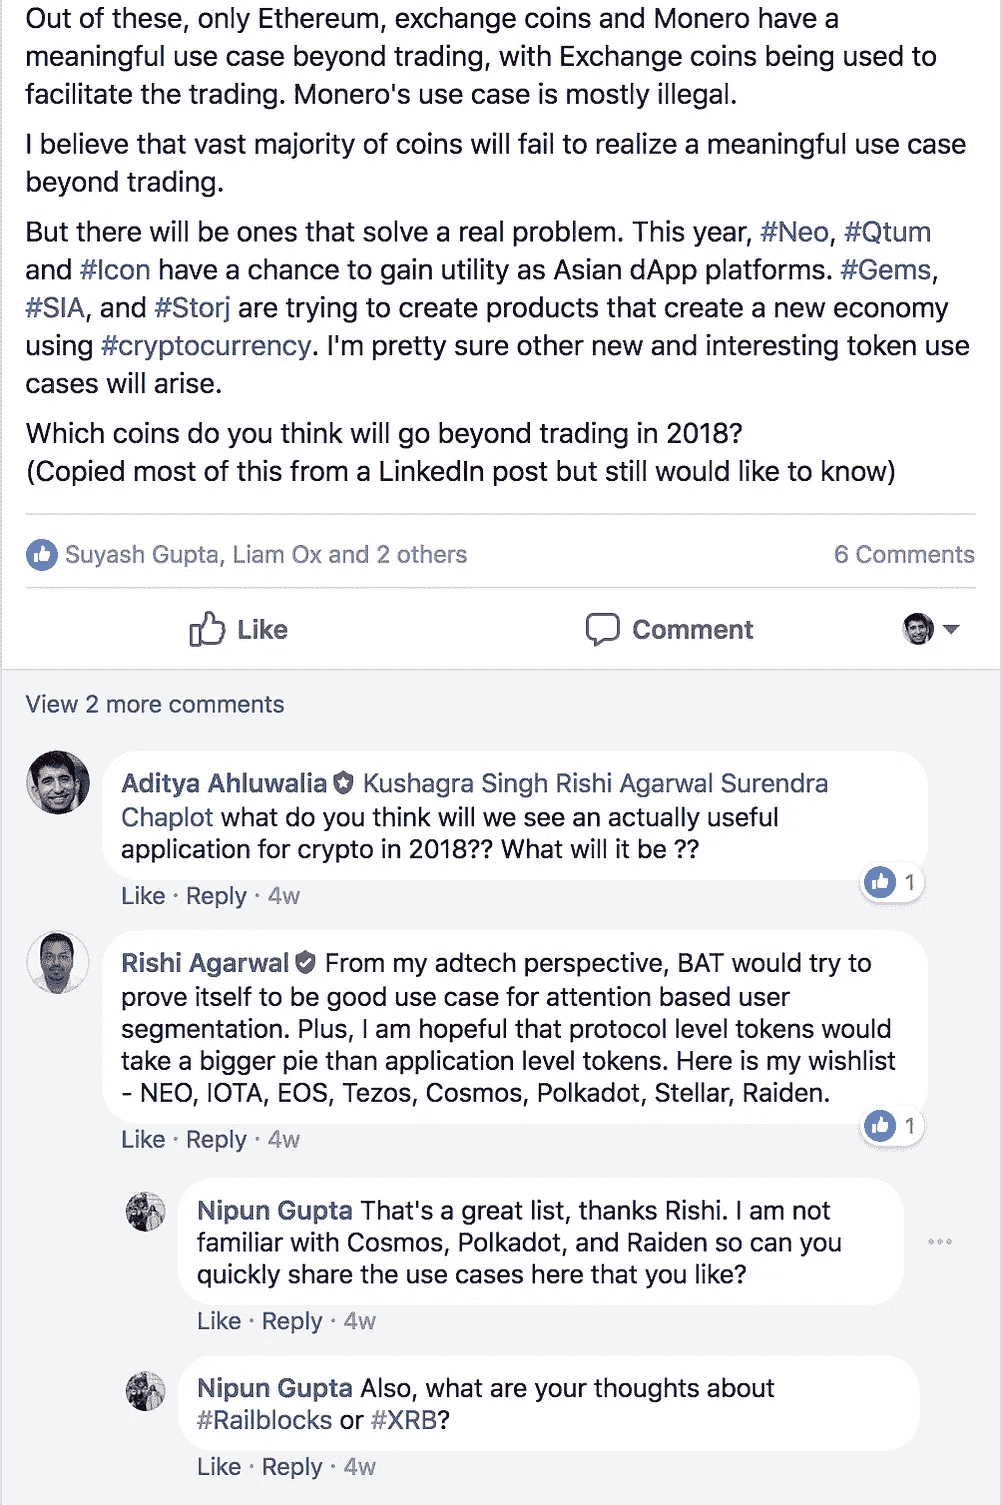 Out of these, only Ethereum, exchange coins and Monero have a
meaningful use case beyond trading, with Exchange coins being used to
facilitate the trading. Monero's use case is mostly illegal.
I believe that vast majority of coins will fail to realize a meaningful use case
beyond trading.
But there will be ones that solve a real problem. This year, #Neo, #Qtum
and #Icon have a chance to gain utility as Asian dApp platforms. #Gems,
#SIA, and #Storj are trying to create products that create a new economy
using #cryptocurrency. I'm pretty sure other new and interesting token use
cases will arise.
Which coins do you think will go beyond trading in 2018?
(Copied most of this from a LinkedIn post but still would like to know)
Suyash Gupta, Liam Ox and 2 others 6 Comments
Like Comment
View 2 more comments
Aditya Ahluwalia Kushagra Singh Rishi Agarwal Surendra
Chaplot what do you think will we see an actually useful
application for crypto in 2018?? What will it be ??
1
Like · Reply · 4w
Rishi Agarwal From my adtech perspective, BAT would try to
prove itself to be good use case for attention based user
segmentation. Plus, I am hopeful that protocol level tokens would
take a bigger pie than application level tokens. Here is my wishlist
- NEO, IOTA, EOS, Tezos, Cosmos, Polkadot, Stellar, Raiden.
1
Like · Reply · 4w
Nipun Gupta That's a great list, thanks Rishi. I am not
familiar with Cosmos, Polkadot, and Raiden so can you
quickly share the use cases here that you like?
Like · Reply · 4w
Nipun Gupta Also, what are your thoughts about
#Railblocks or #XRB?
Like · Reply · 4w